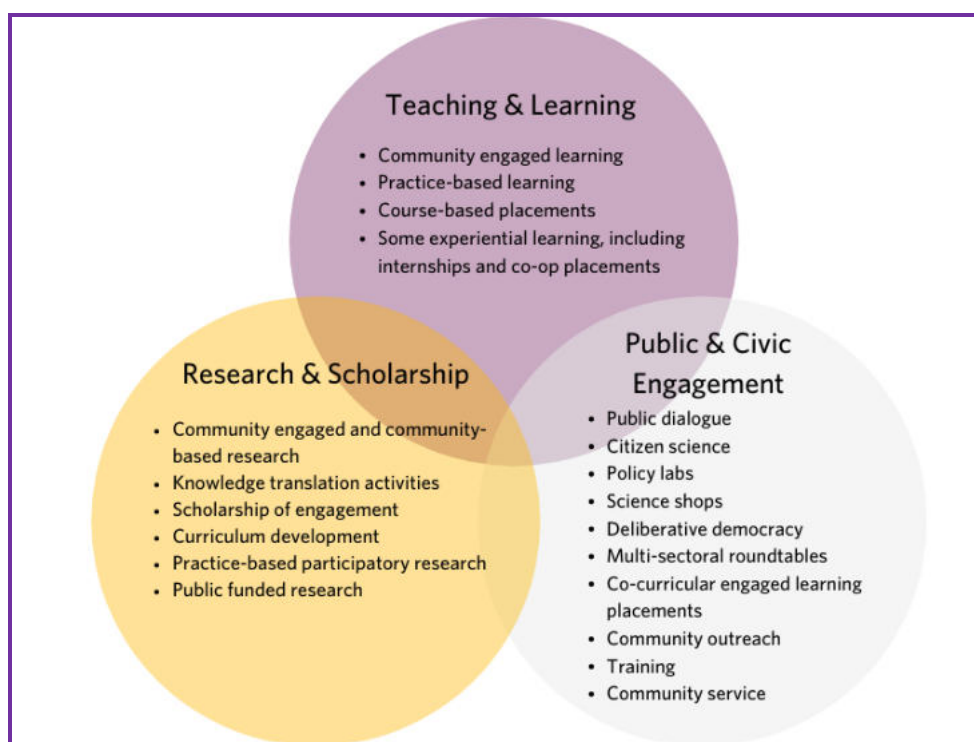 Teaching & Learning
• Community engaged learning
• Practice-based learning
• Course-based placements
• Some experiential learning, including
internships and co-op placements
Research & Scholarship
• Community engaged and community-
based research
• Knowledge translation activities
• Scholarship of engagement
• Curriculum development
• Practice-based participatory research
• Public funded research
Public & Civic
Engagement
• Public dialogue
• Citizen science
• Policy labs
• Science shops
• Deliberative democracy
• Multi-sectoral roundtables
• Co-curricular engaged learning
placements
• Community outreach
• Training
• Community service